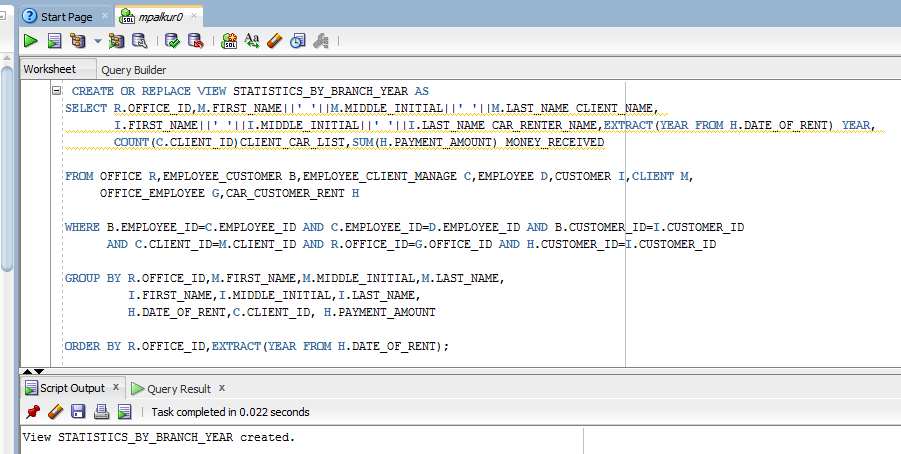 Start Page x mpalkur0 x
Worksheet Query Builder
CREATE OR REPLACE VIEW STATISTICS_BY_BRANCH_YEAR AS
SELECT R.OFFICE_ID,M.FIRST_NAME||' '||M.MIDDLE_INITIAL||' '||M.LAST_NAME CLIENT_NAME,
I.FIRST_NAME||' '||I.MIDDLE_INITIAL||' '||I.LAST_NAME CAR_RENTER_NAME,EXTRACT(YEAR FROM H.DATE_OF_RENT) YEAR,
COUNT(C.CLIENT_ID)CLIENT_CAR_LIST,SUM(H.PAYMENT_AMOUNT) MONEY_RECEIVED
FROM OFFICE R,EMPLOYEE_CUSTOMER B,EMPLOYEE_CLIENT_MANAGE C,EMPLOYEE D,CUSTOMER I,CLIENT M,
OFFICE_EMPLOYEE G,CAR_CUSTOMER_RENT H
WHERE B.EMPLOYEE_ID=C.EMPLOYEE_ID AND C.EMPLOYEE_ID=D.EMPLOYEE_ID AND B.CUSTOMER_ID=I.CUSTOMER_ID
AND C.CLIENT_ID=M.CLIENT_ID AND R.OFFICE_ID=G.OFFICE_ID AND H.CUSTOMER_ID=I.CUSTOMER_ID
GROUP BY R.OFFICE_ID,M.FIRST_NAME,M.MIDDLE_INITIAL,M.LAST_NAME,
I.FIRST_NAME,I.MIDDLE_INITIAL,I.LAST_NAME,
H.DATE_OF_RENT,C.CLIENT_ID, H.PAYMENT_AMOUNT
ORDER BY R.OFFICE_ID,EXTRACT(YEAR FROM H.DATE_OF_RENT);
Script Output x Query Result x
Task completed in 0.022 seconds
View STATISTICS_BY_BRANCH_YEAR created.